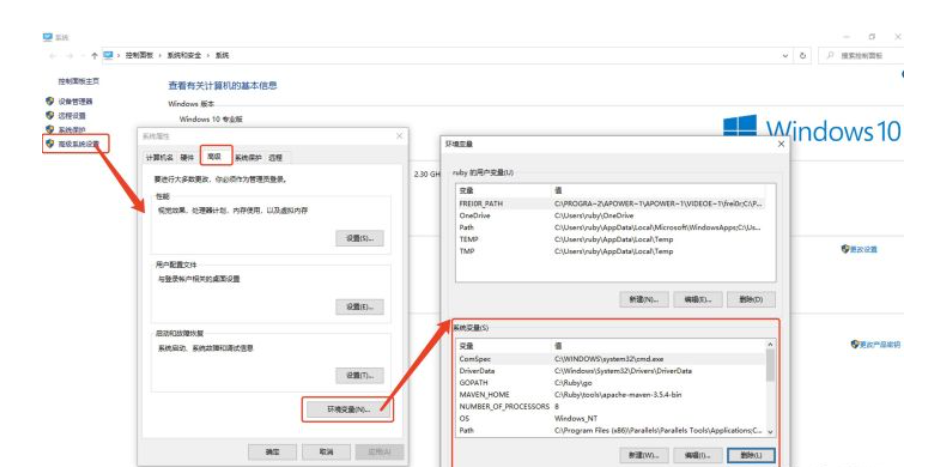 系统
控制面板 › 系统和安全 › 系统
搜索控制面板
控制面板主页
设备管理器
远程设置
系统保护
高级系统设置
查看有关计算机的基本信息
Windows 版本
Windows 10 专业版
Windows 10
2.30 GH
更改设置
更改产品密钥
系统属性
计算机名 硬件 高级 系统保护 远程
要进行大多数更改,你必须作为管理员登录。
性能
视觉效果、处理器计划、内存使用,以及虚拟内存
设置(S)...
用户配置文件
与登录帐户相关的桌面设置
设置(E)...
启动和故障恢复
系统启动、系统故障和调试信息
设置(T)...
环境变量(N)...
确定 取消 应用(A)
环境变量
ruby 的用户变量(U)
变量 值
FREI0R_PATH C:\PROGRA~2\APOWER~1\APOWER~1\VIDEOE~1\frei0r;C:\P...
OneDrive C:\Users\ruby\OneDrive
Path C:\Users\ruby\AppData\Local\Microsoft\WindowsApps;C:\Us...
TEMP C:\Users\ruby\AppData\Local\Temp
TMP C:\Users\ruby\AppData\Local\Temp
新建(N)... 编辑(E)... 删除(D)
系统变量(S)
变量 值
ComSpec C:\WINDOWS\system32\cmd.exe
DriverData C:\Windows\System32\Drivers\DriverData
GOPATH C:\Ruby\go
MAVEN_HOME C:\Ruby\tools\apache-maven-3.5.4-bin
NUMBER_OF_PROCESSORS 8
OS Windows_NT
Path C:\Program Files (x86)\Parallels\Parallels Tools\Applications;C...
新建(W)... 编辑(I)... 删除(L)